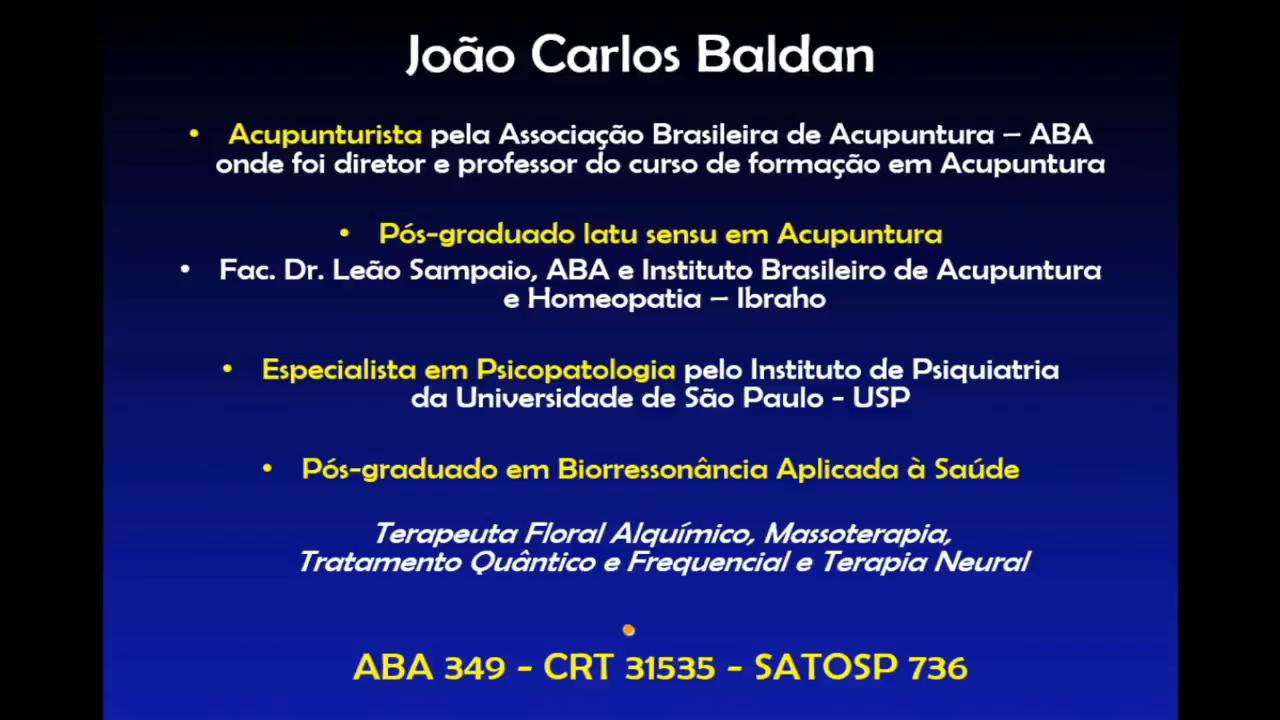 João Carlos Baldan
• Acupunturista pela Associação Brasileira de Acupuntura – ABA
onde foi diretor e professor do curso de formação em Acupuntura
• Pós-graduado latu sensu em Acupuntura
• Fac. Dr. Leão Sampaio, ABA e Instituto Brasileiro de Acupuntura
e Homeopatia – Ibraho
• Especialista em Psicopatologia pelo Instituto de Psiquiatria
da Universidade de São Paulo - USP
• Pós-graduado em Biorressonância Aplicada à Saúde
Terapeuta Floral Alquímico, Massoterapia,
Tratamento Quântico e Frequencial e Terapia Neural
ABA 349 - CRT 31535 - SATOSP 736